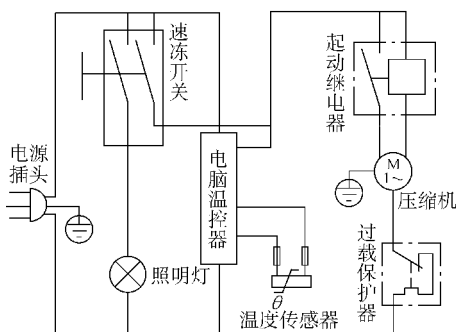 速冻开关
起动继电器
电源
插头
电脑温控器
M
1~
压缩机
照明灯
θ
温度传感器
过载保护器